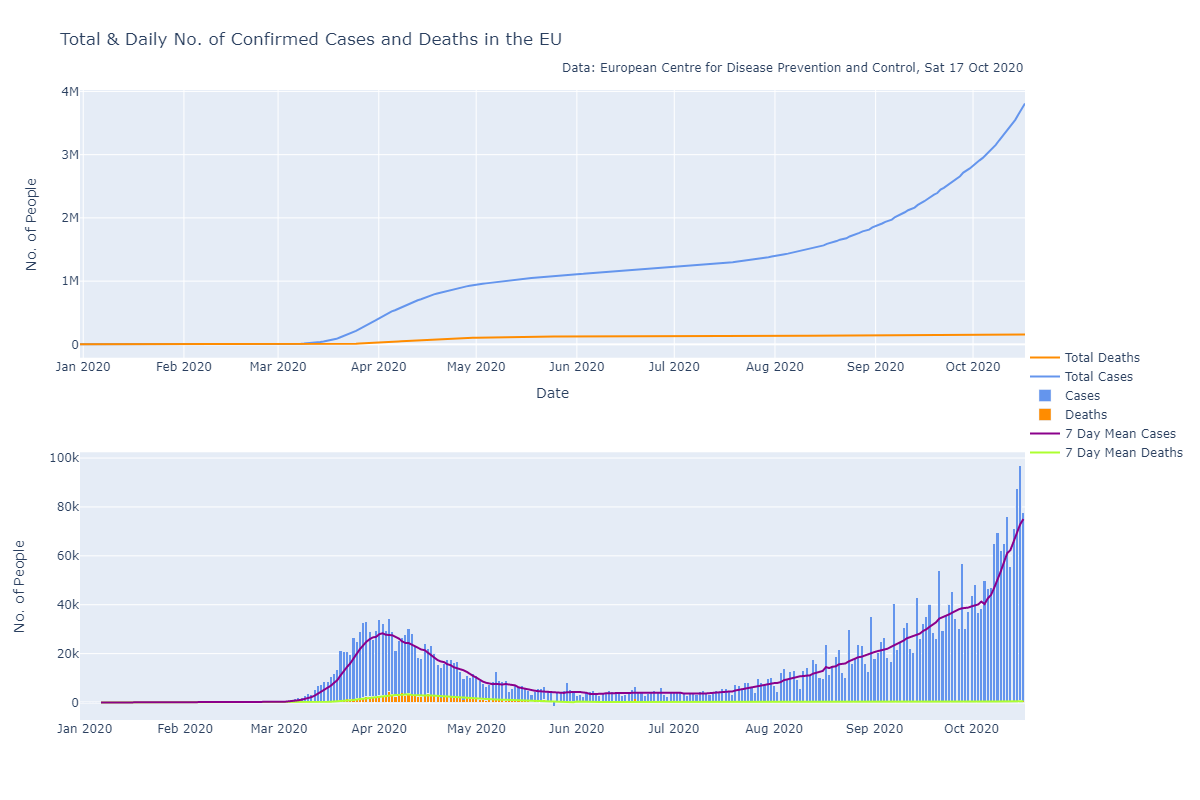 Total & Daily No. of Confirmed Cases and Deaths in the EU
Data: European Centre for Disease Prevention and Control, Sat 17 Oct 2020
4M
3M
2M
1M
0
No. of People
Jan 2020 Feb 2020 Mar 2020 Apr 2020 May 2020 Jun 2020 Jul 2020 Aug 2020 Sep 2020 Oct 2020
Date
Total Deaths
Total Cases
Cases
Deaths
7 Day Mean Cases
7 Day Mean Deaths
100k
80k
60k
40k
20k
0
No. of People
Jan 2020 Feb 2020 Mar 2020 Apr 2020 May 2020 Jun 2020 Jul 2020 Aug 2020 Sep 2020 Oct 2020